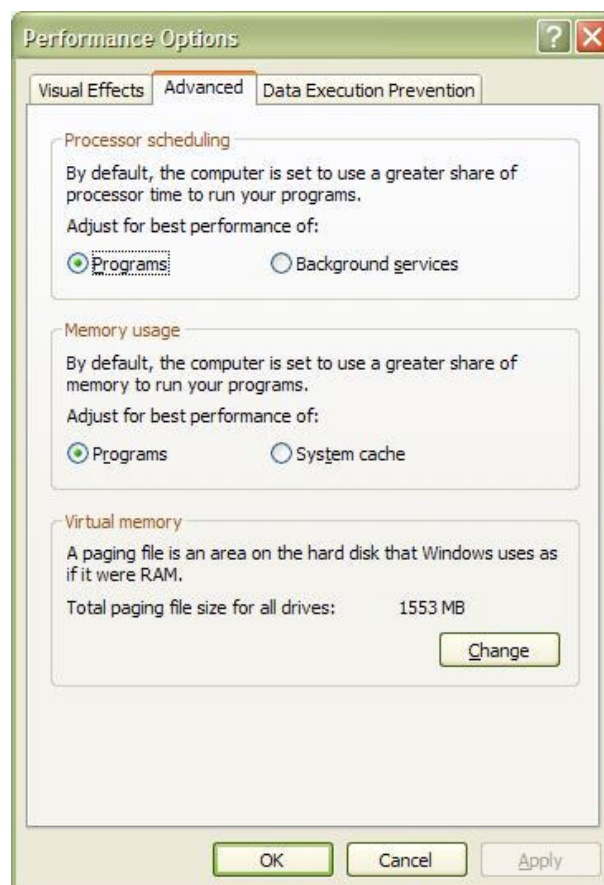 Performance Options
Visual Effects Advanced Data Execution Prevention
Processor scheduling
By default, the computer is set to use a greater share of
processor time to run your programs.
Adjust for best performance of:
Programs Background services
Memory usage
By default, the computer is set to use a greater share of
memory to run your programs.
Adjust for best performance of:
Programs System cache
Virtual memory
A paging file is an area on the hard disk that Windows uses as
if it were RAM.
Total paging file size for all drives: 1553 MB
Change
OK Cancel Apply